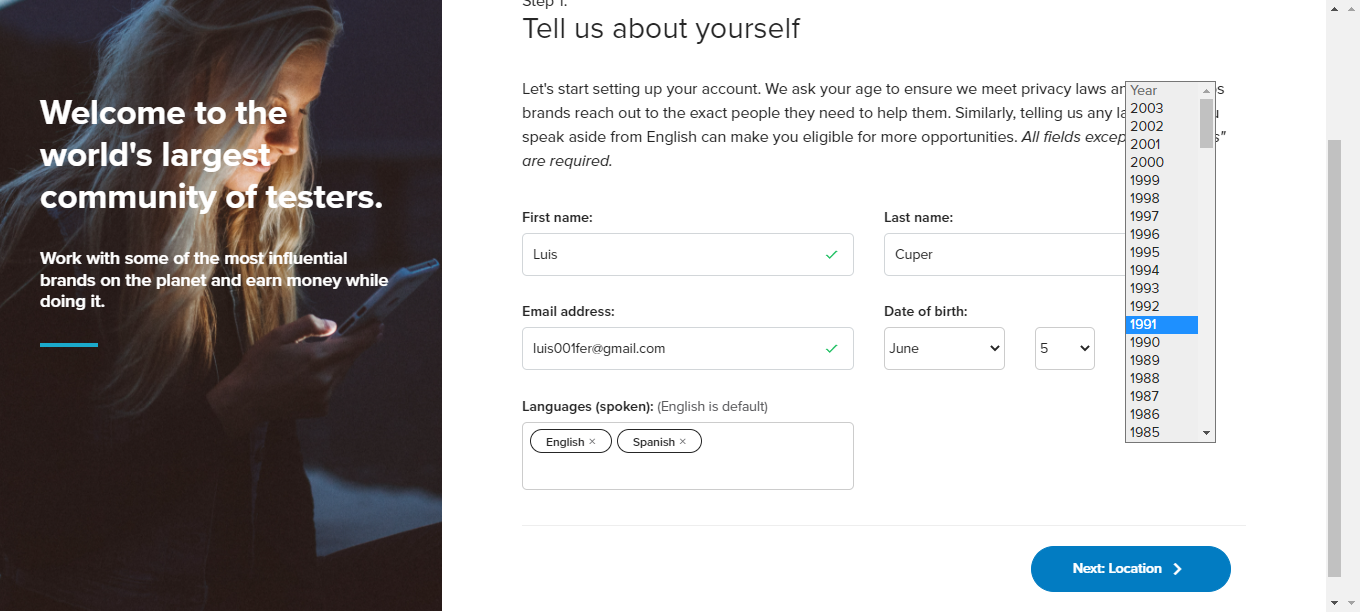 Welcome to the
world's largest
community of testers.
Work with some of the most influential
brands on the planet and earn money while
doing it.
Step 1:
Tell us about yourself
Let's start setting up your account. We ask your age to ensure we meet privacy laws
brands reach out to the exact people they need to help them. Similarly, telling us any
speak aside from English can make you eligible for more opportunities. All fields
are required.
First name:
Last name:
Luis
Cuper
Email address:
Date of birth:
luis001fer@gmail.com
June
5
Languages (spoken): (English is default)
English ×
Spanish ×
Year
2003
2002
2001
2000
1999
1998
1997
1996
1995
1994
1993
1992
1991
1990
1989
1988
1987
1986
1985
Next: Location